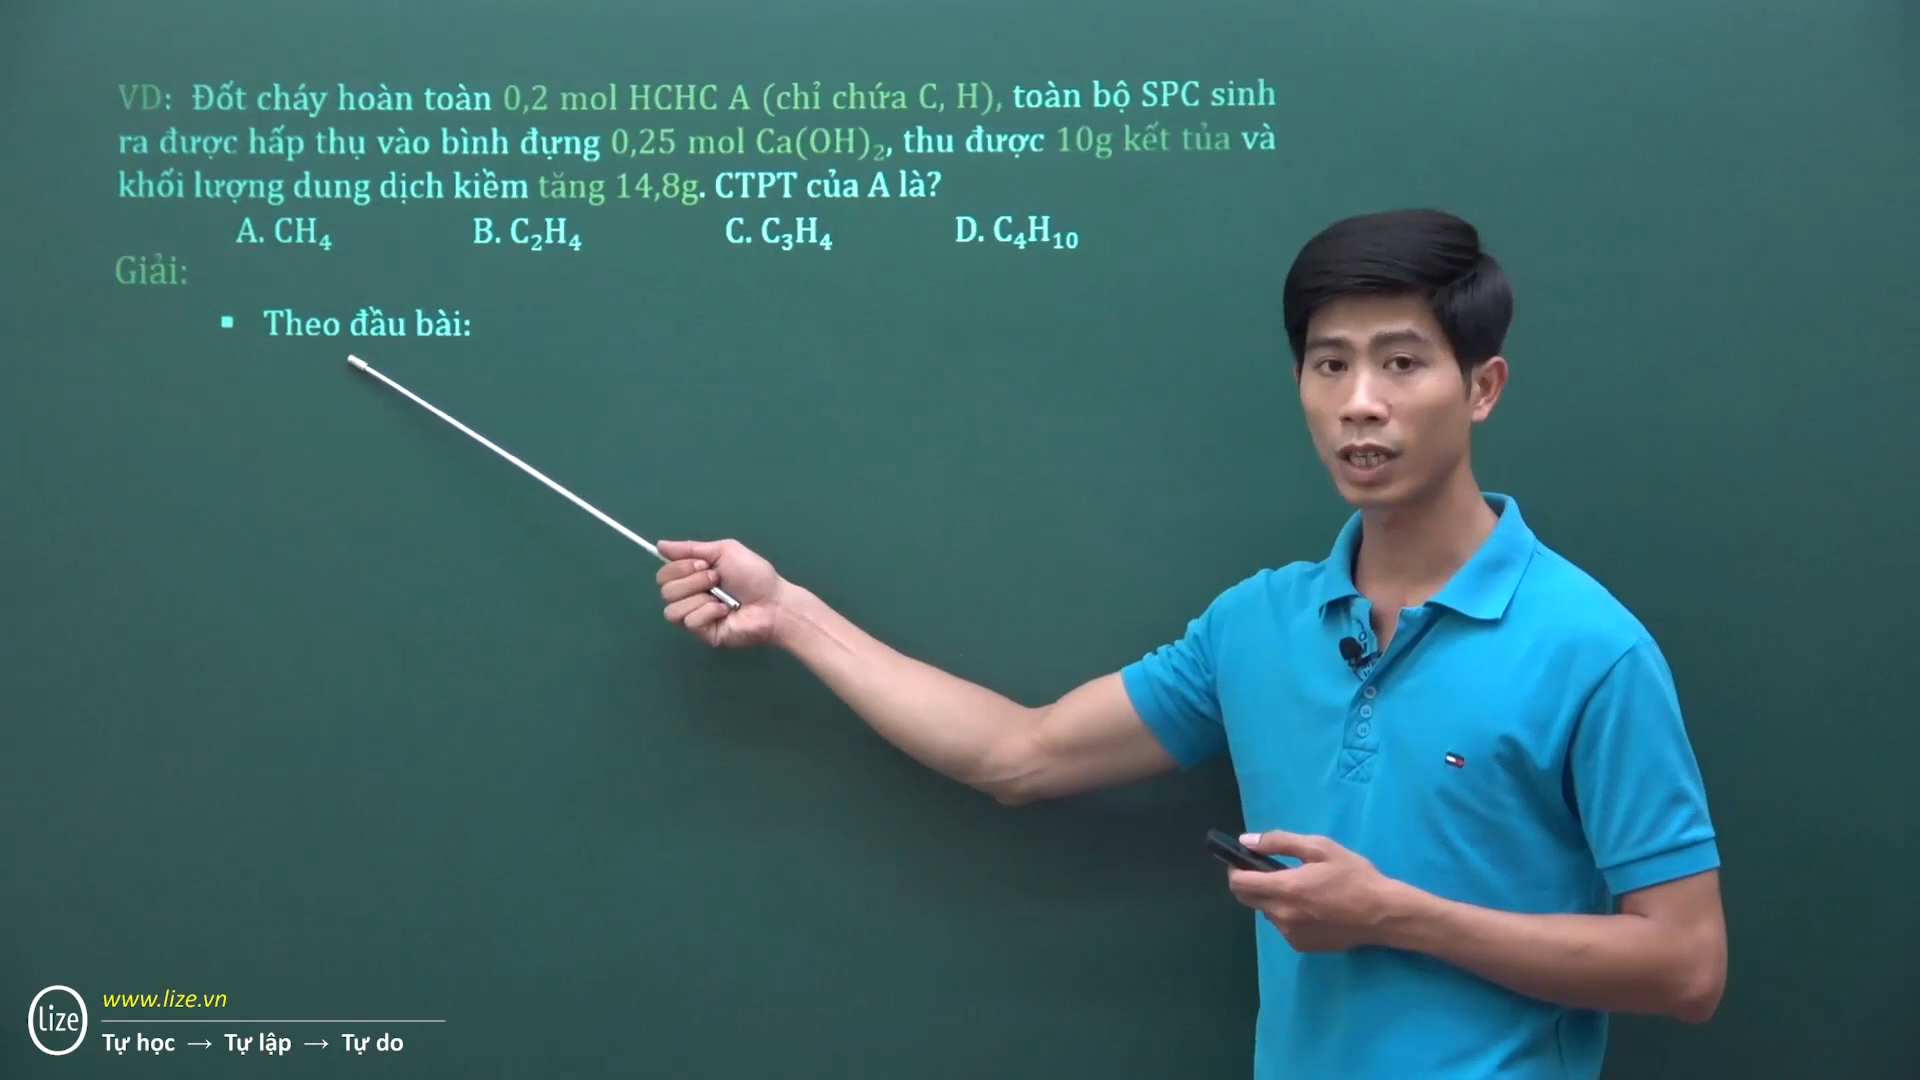 VD: Đốt cháy hoàn toàn 0,2 mol HCHC A (chỉ chứa C, H), toàn bộ SPC sinh
ra được hấp thụ vào bình đựng 0,25 mol Ca(OH)₂, thu được 10g kết tủa và
khối lượng dung dịch kiềm tăng 14,8g. CTPT của A là?
A. CH₄ B. C₂H₄ C. C₃H₄ D. C₄H₁₀
Giải:
▪ Theo đầu bài:
lize
www.lize.vn
Tự học → Tự lập → Tự do